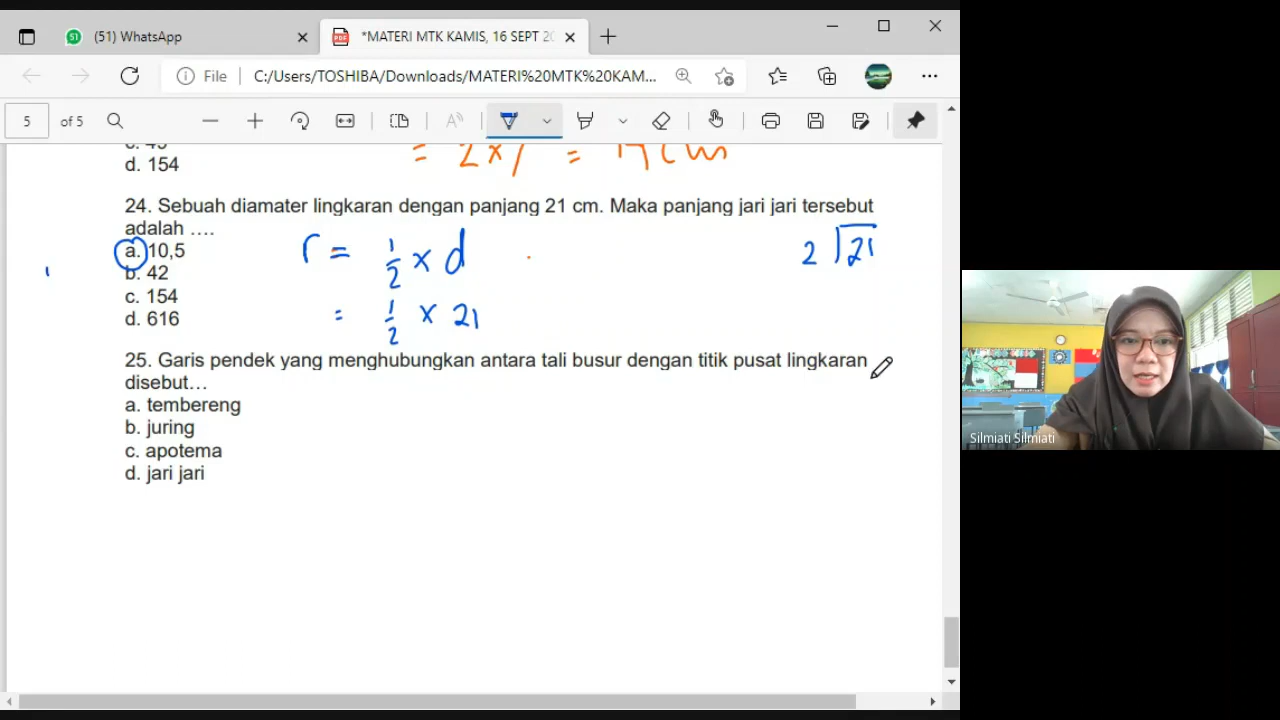 (51) WhatsApp
*MATERI MTK KAMIS, 16 SEPT 20
File
C:/Users/TOSHIBA/Downloads/MATERI%20MTK%20KAM...
5 of 5
d. 154
= 2 x 7 = 14 cm
24. Sebuah diamater lingkaran dengan panjang 21 cm. Maka panjang jari jari tersebut
adalah ....
a. 10,5
r = 1/2 x d
2 21
b. 42
c. 154
= 1/2 x 21
d. 616
25. Garis pendek yang menghubungkan antara tali busur dengan titik pusat lingkaran
disebut...
a. tembereng
b. juring
c. apotema
d. jari jari
Silmiati Silmiati